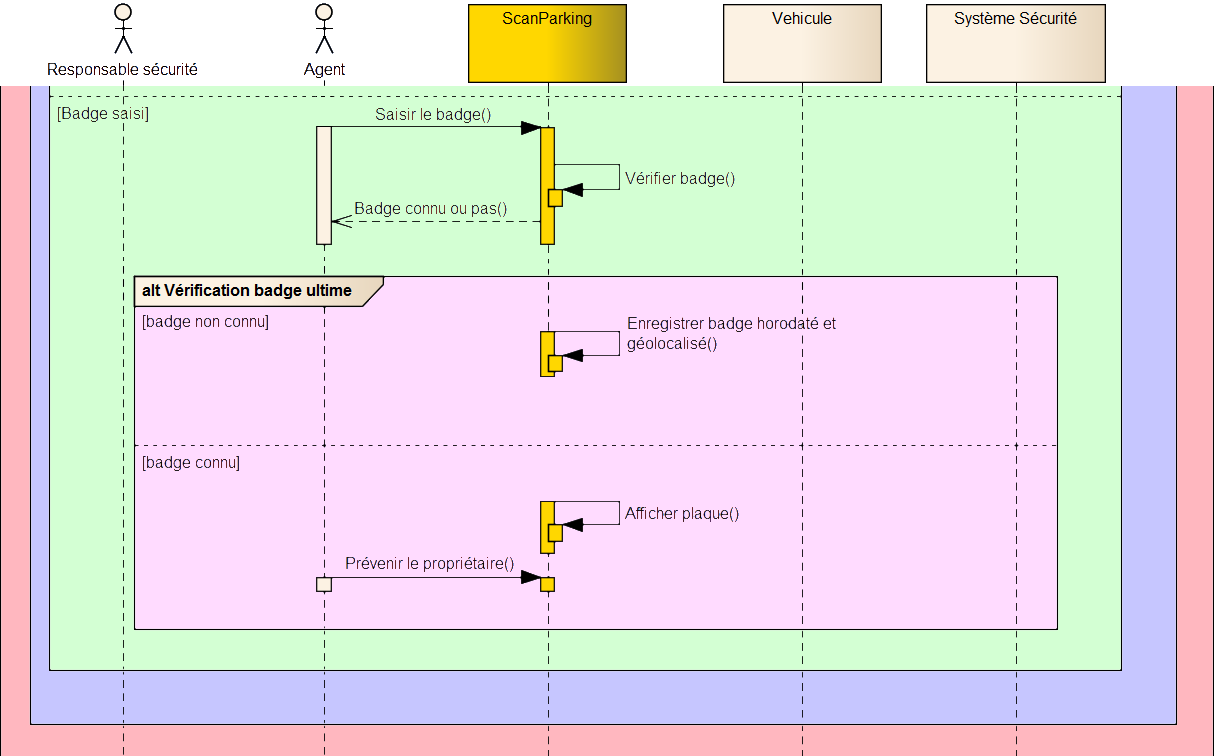 Responsable sécurité
Agent
ScanParking
Vehicule
Système Sécurité
[Badge saisi]
Saisir le badge()
Vérifier badge()
Badge connu ou pas()
alt Vérification badge ultime
[badge non connu]
Enregistrer badge horodaté et
géolocalisé()
[badge connu]
Afficher plaque()
Prévenir le propriétaire()